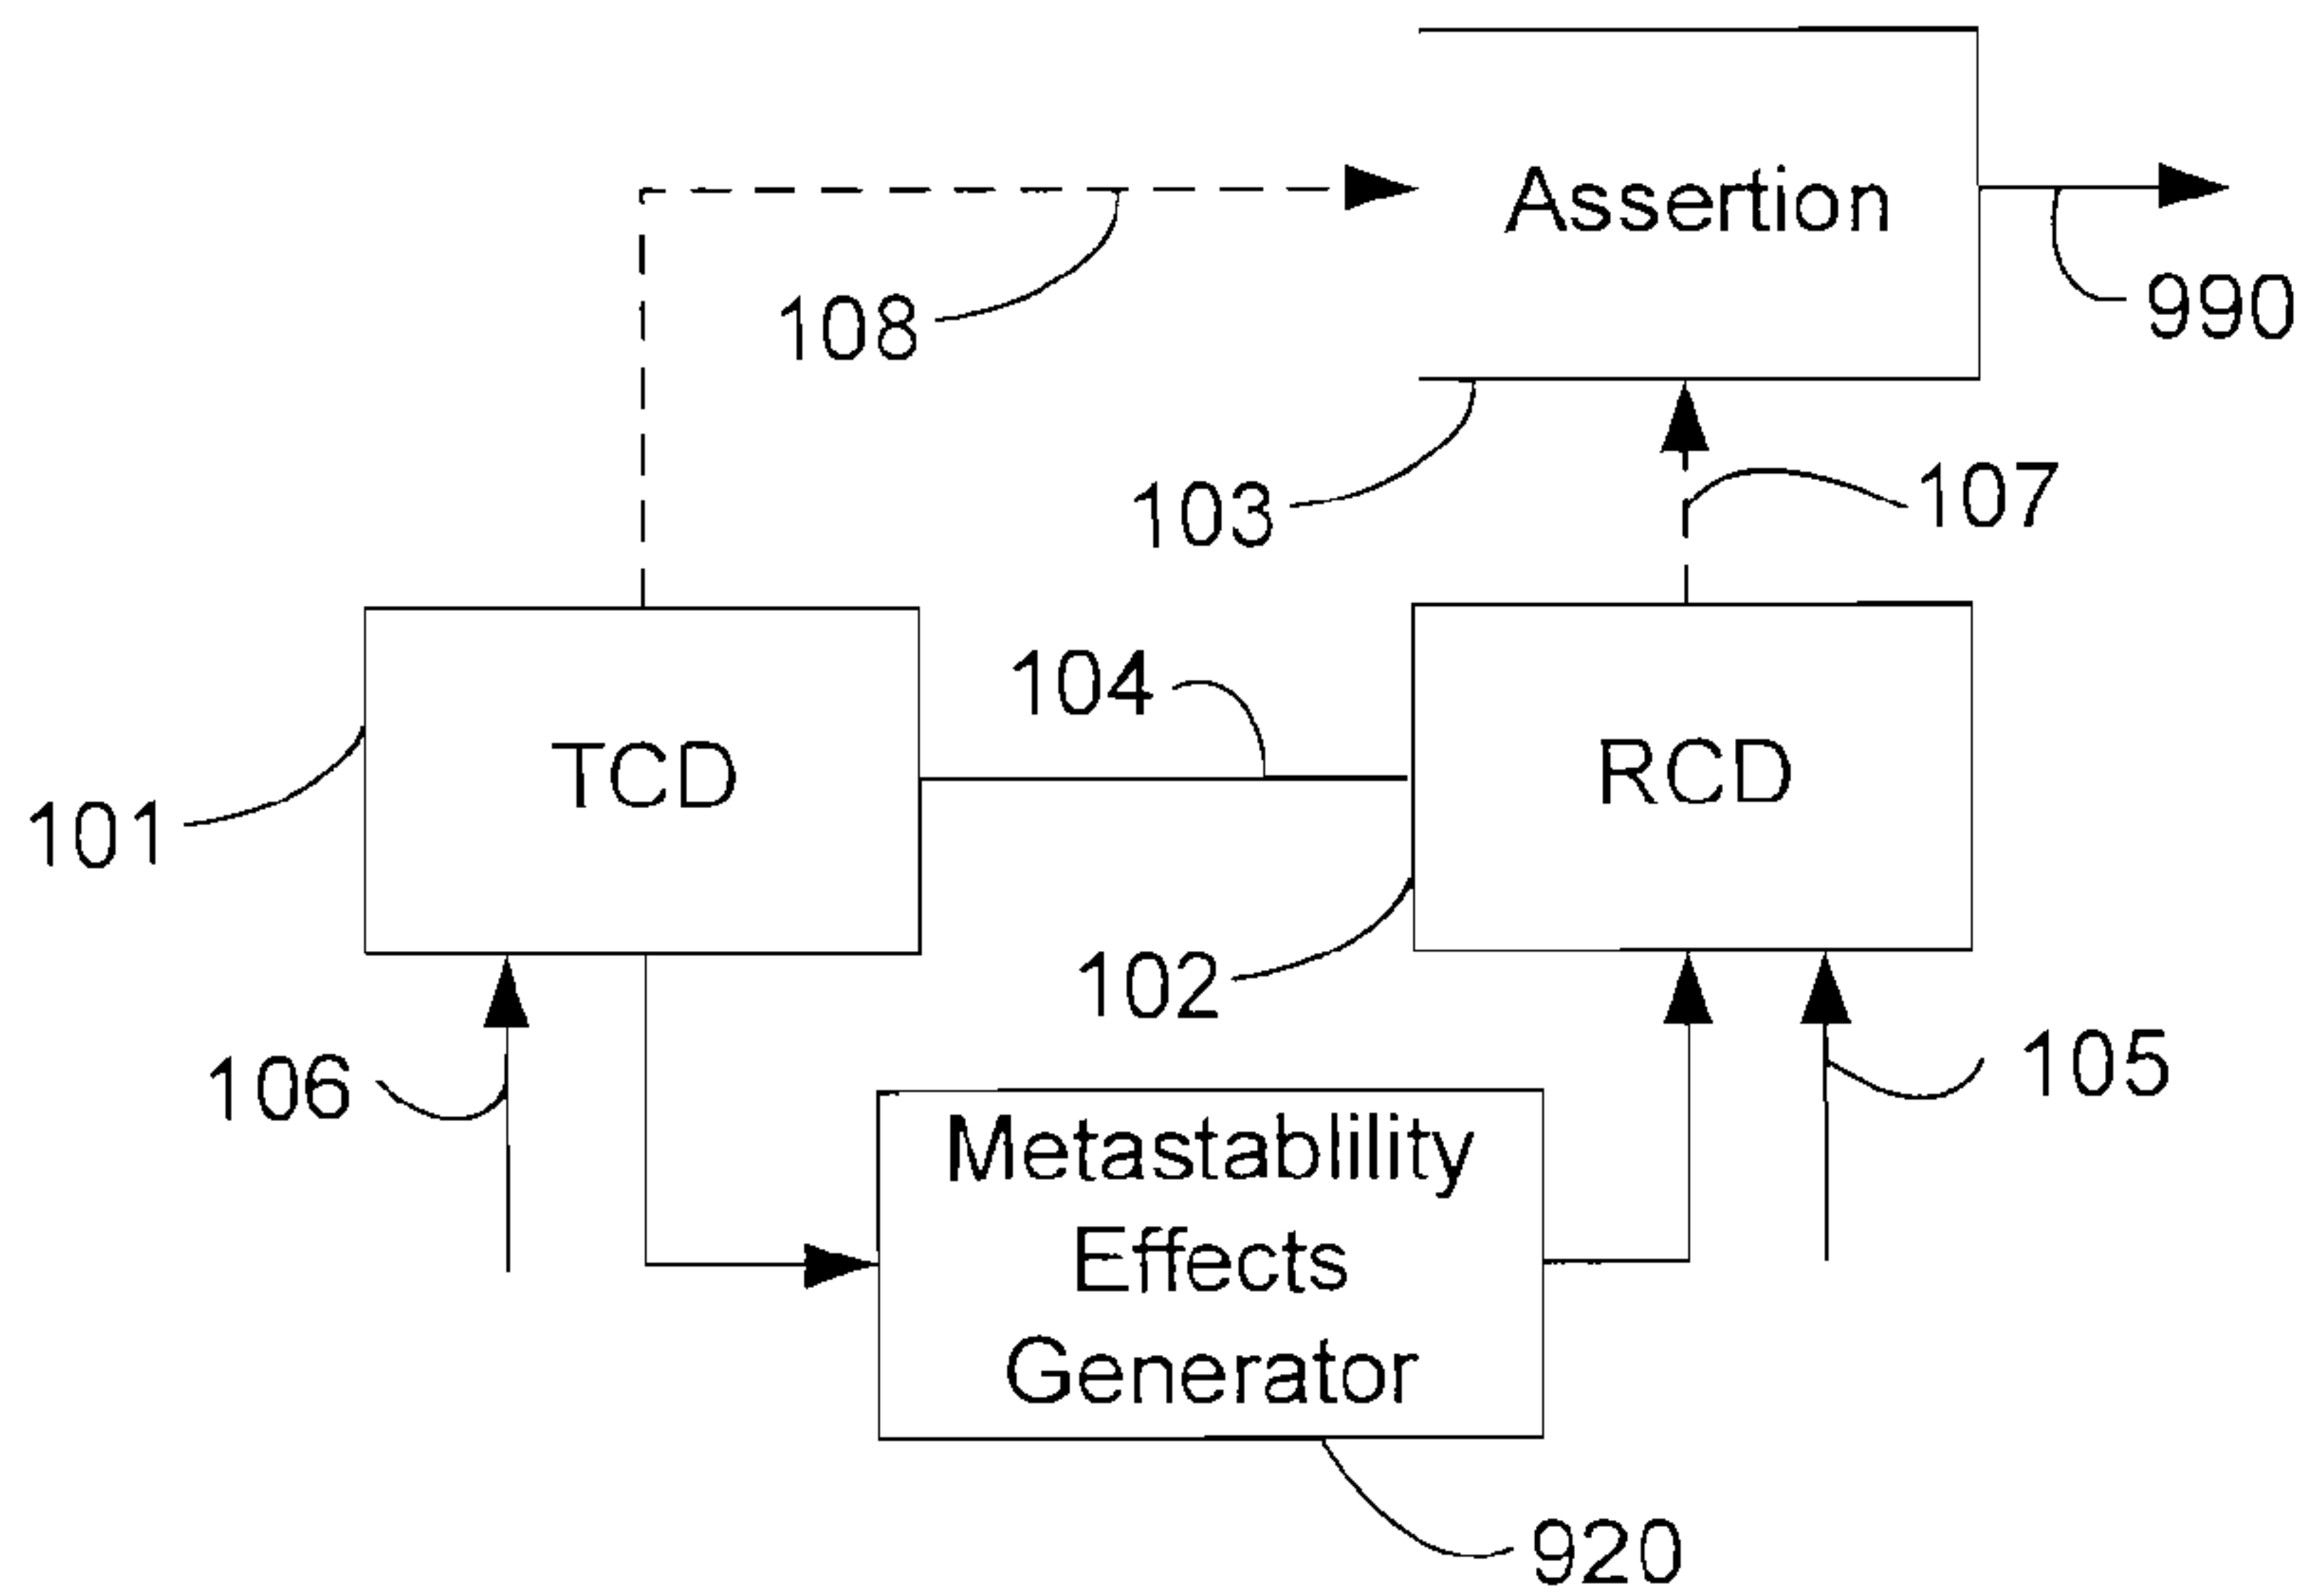 Assertion
108
990
103
107
104
TCD
RCD
101
102
106
105
Metastablility
Effects
Generator
920